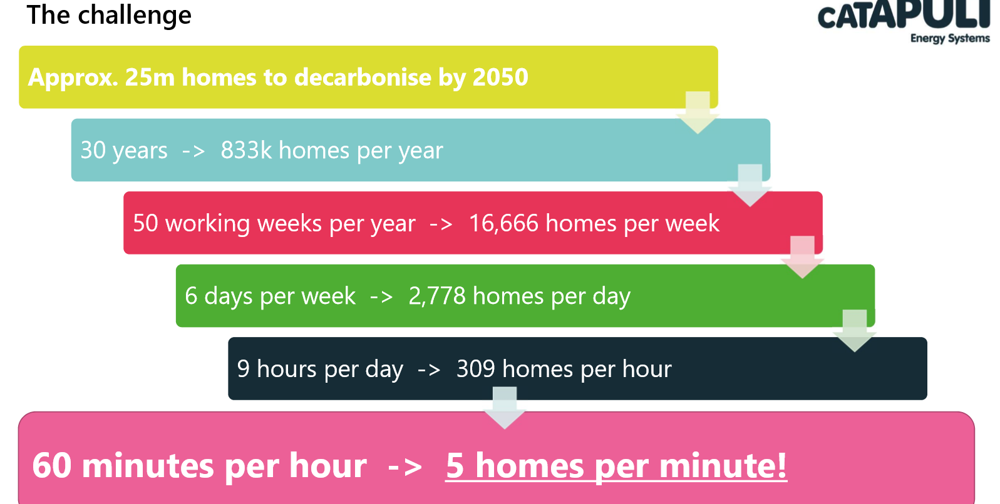 The challenge
CATAPULT
Energy Systems
Approx. 25m homes to decarbonise by 2050
30 years -> 833k homes per year
50 working weeks per year -> 16,666 homes per week
6 days per week -> 2,778 homes per day
9 hours per day -> 309 homes per hour
60 minutes per hour -> 5 homes per minute!